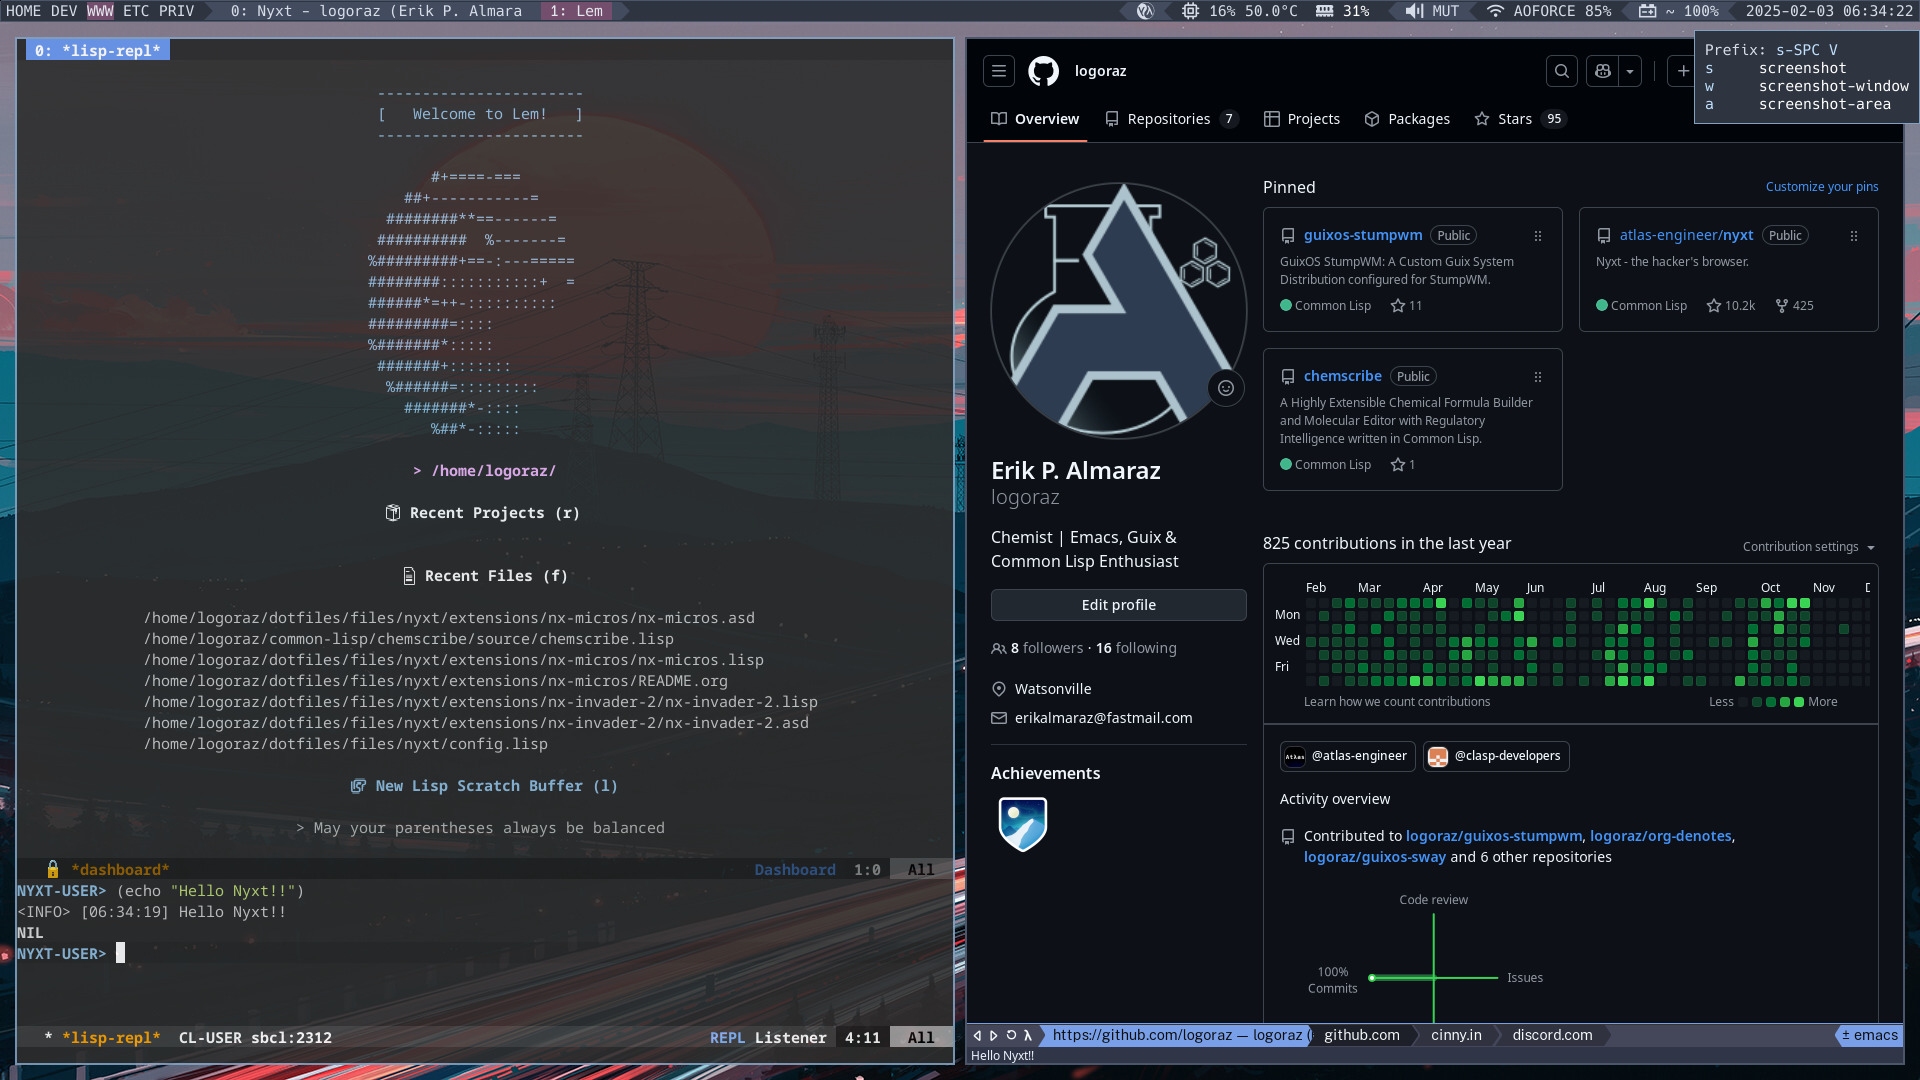 HOME DEV WWW ETC PRIV 0: Nyxt - logoraz (Erik P. Almara 1: Lem 16% 50.0°C 31% MUT AOFORCE 85% ~ 100% 2025-02-03 06:34:22
0: *lisp-repl*
-----------------------
[   Welcome to Lem!   ]
-----------------------
#+====-===
##+-----------=
########**==------=
##########  %-------=
%#########+==-:---=====
########:::::::::::+  =
######*=++-::::::::::
#########=::::
%#######*:::::
#######+:::::::
%######=:::::::::
#######*-::::
%##*-:::::
> /home/logoraz/
Recent Projects (r)
Recent Files (f)
/home/logoraz/dotfiles/files/nyxt/extensions/nx-micros/nx-micros.asd
/home/logoraz/common-lisp/chemscribe/source/chemscribe.lisp
/home/logoraz/dotfiles/files/nyxt/extensions/nx-micros/nx-micros.lisp
/home/logoraz/dotfiles/files/nyxt/extensions/nx-micros/README.org
/home/logoraz/dotfiles/files/nyxt/extensions/nx-invader-2/nx-invader-2.lisp
/home/logoraz/dotfiles/files/nyxt/extensions/nx-invader-2/nx-invader-2.asd
/home/logoraz/dotfiles/files/nyxt/config.lisp
New Lisp Scratch Buffer (l)
> May your parentheses always be balanced
*dashboard* Dashboard 1:0 All
NYXT-USER> (echo "Hello Nyxt!!")
<INFO> [06:34:19] Hello Nyxt!!
NIL
NYXT-USER>
* *lisp-repl* CL-USER sbcl:2312 REPL Listener 4:11 All
logoraz
Prefix: s-SPC V
s screenshot
w screenshot-window
a screenshot-area
Overview Repositories 7 Projects Packages Stars 95
Erik P. Almaraz
logoraz
Chemist | Emacs, Guix &
Common Lisp Enthusiast
Edit profile
8 followers · 16 following
Watsonville
erikalmaraz@fastmail.com
Achievements
Pinned Customize your pins
guixos-stumpwm Public
GuixOS StumpWM: A Custom Guix System
Distribution configured for StumpWM.
Common Lisp 11
atlas-engineer/nyxt Public
Nyxt - the hacker's browser.
Common Lisp 10.2k 425
chemscribe Public
A Highly Extensible Chemical Formula Builder
and Molecular Editor with Regulatory
Intelligence written in Common Lisp.
Common Lisp 1
825 contributions in the last year Contribution settings
Feb Mar Apr May Jun Jul Aug Sep Oct Nov D
Mon
Wed
Fri
Learn how we count contributions Less More
Atlas @atlas-engineer @clasp-developers
Activity overview
Contributed to logoraz/guixos-stumpwm, logoraz/org-denotes,
logoraz/guixos-sway and 6 other repositories
Code review
100%
Commits
Issues
λ https://github.com/logoraz — logoraz ( github.com cinny.in discord.com ± emacs
Hello Nyxt!!